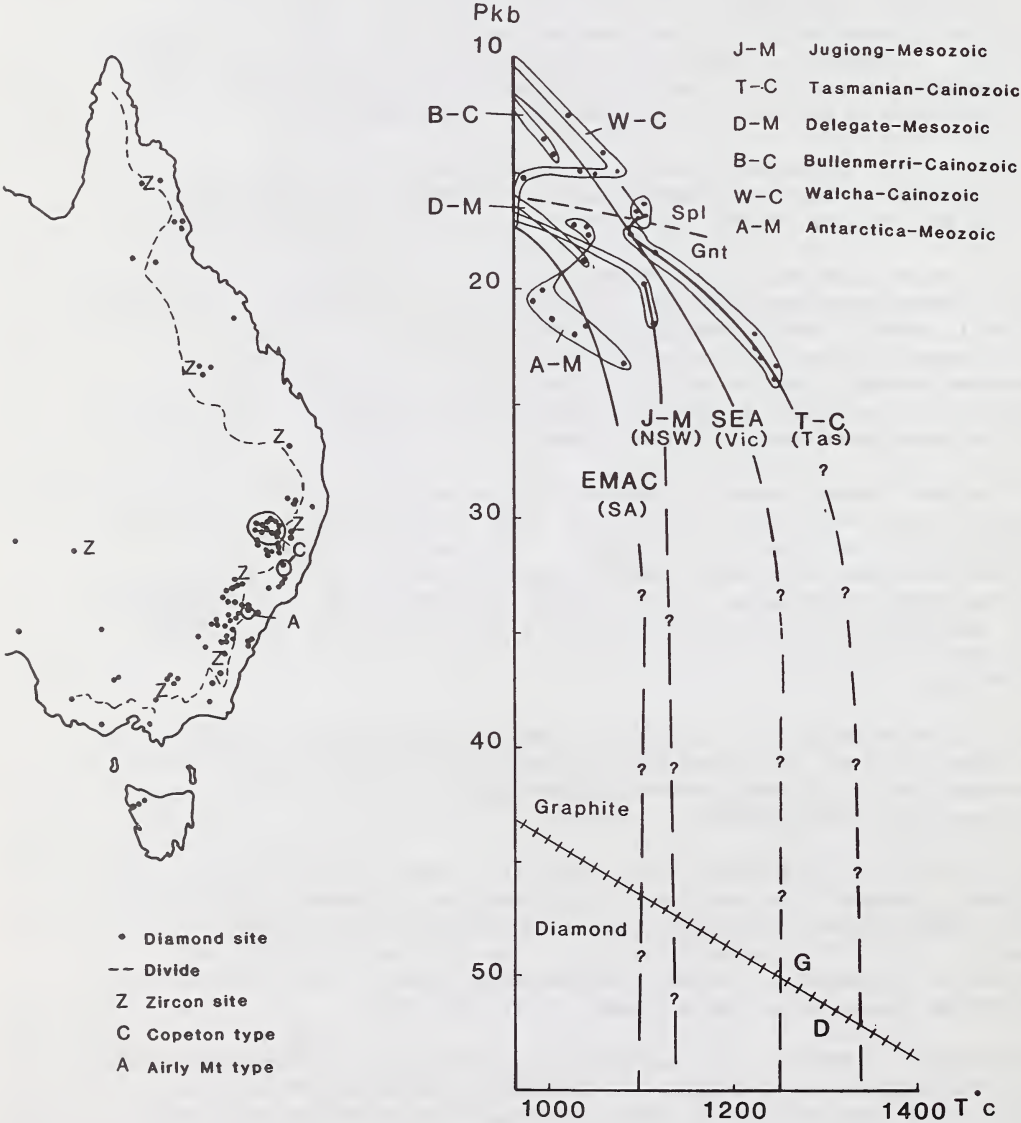 Z
Z
Z
Z
Z
C
Z
A
Z
Z
• Diamond site
-- Divide
Z Zircon site
C Copeton type
A Airly Mt type
Pkb
10
20
30
40
50
B-C
W-C
D-M
Spl
Gnt
A-M
J-M
(NSW)
SEA
(Vic)
T-C
(Tas)
EMAC
(SA)
?
?
?
?
?
?
?
?
?
?
?
?
?
Graphite
Diamond
G
D
1000
1200
1400
T°c
J-M Jugiong-Mesozoic
T-C Tasmanian-Cainozoic
D-M Delegate-Mesozoic
B-C Bullenmerri-Cainozoic
W-C Walcha-Cainozoic
A-M Antarctica-Meozoic